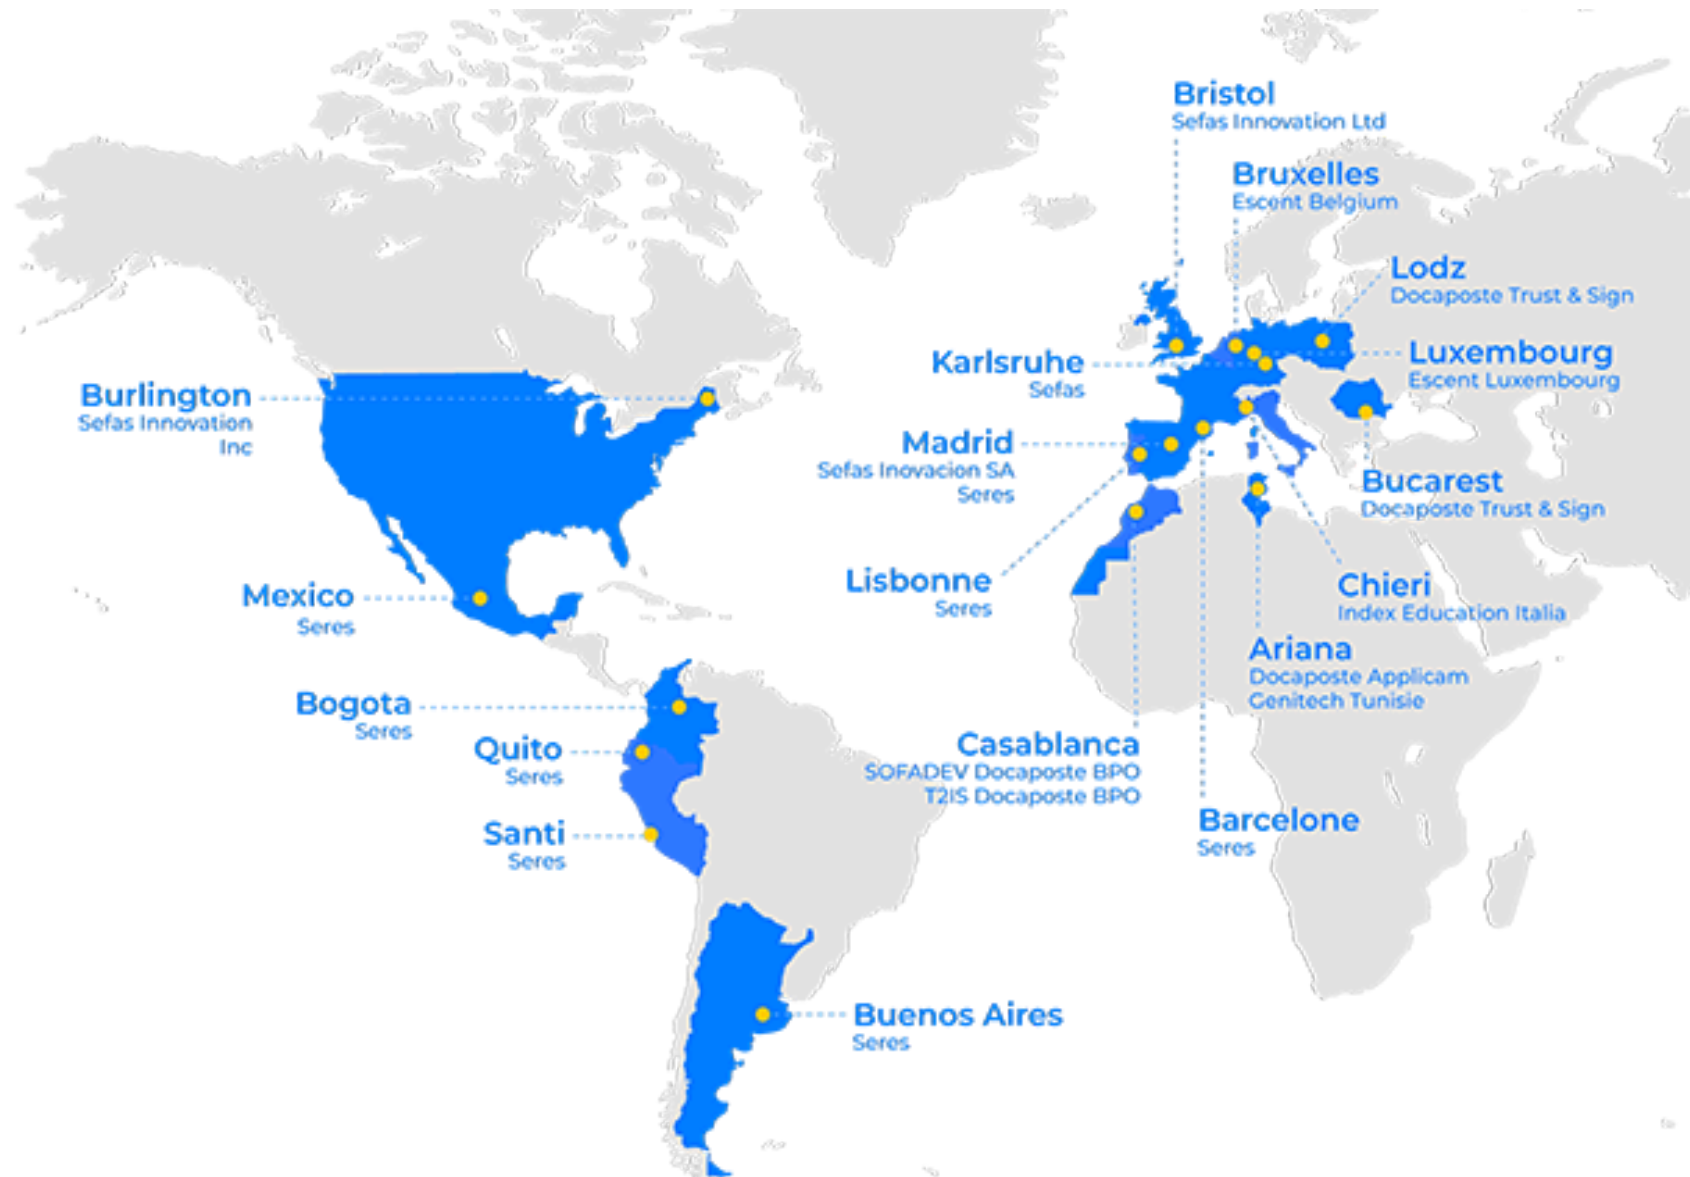 Bristol
Sefas Innovation Ltd
Bruxelles
Escent Belgium
Lodz
Docaposte Trust & Sign
Karlsruhe
Sefas
Luxembourg
Escent Luxembourg
Burlington
Sefas Innovation
Inc
Madrid
Sefas Inovacion SA
Seres
Bucarest
Docaposte Trust & Sign
Lisbonne
Seres
Chieri
Index Education Italia
Mexico
Seres
Ariana
Docaposte Applicam
Genitech Tunisie
Bogota
Seres
Quito
Seres
Casablanca
SOFADEV Docaposte BPO
T2IS Docaposte BPO
Santi
Seres
Barcelone
Seres
Buenos Aires
Seres